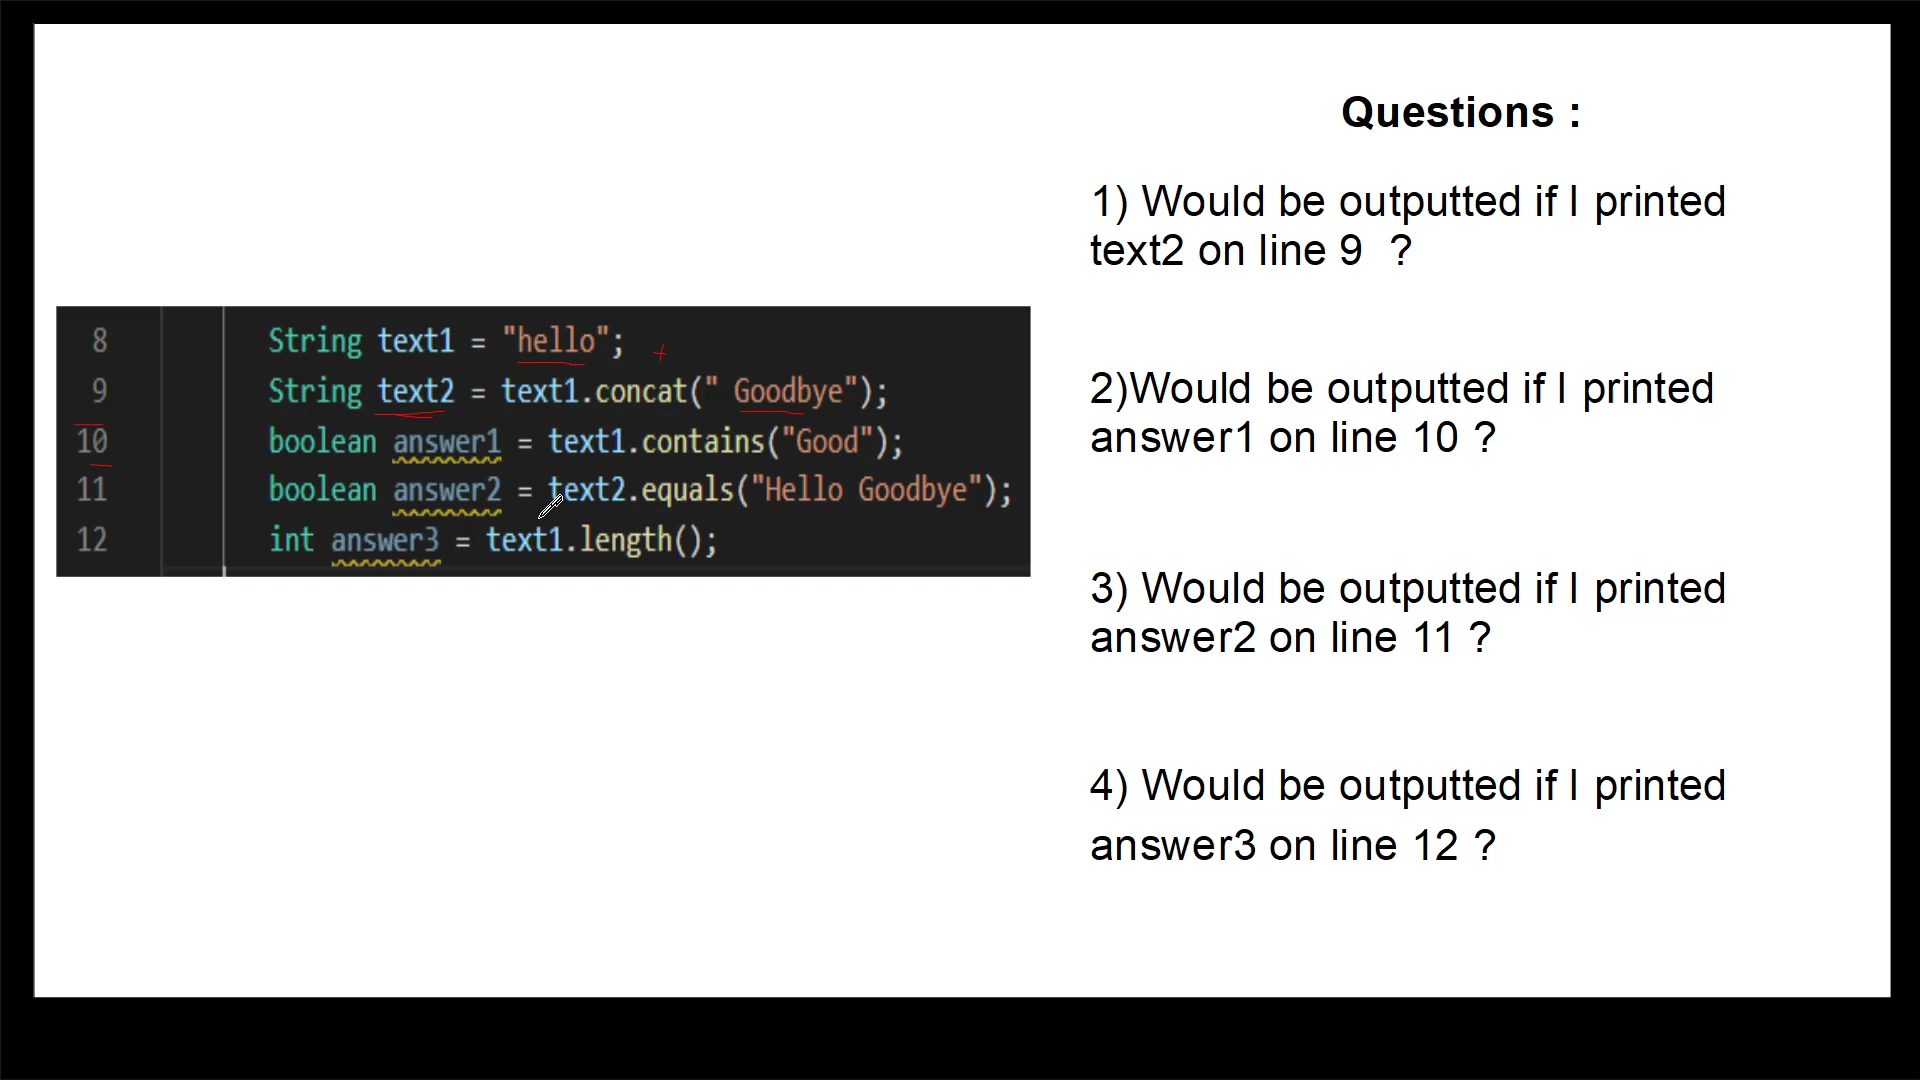 Questions :
1) Would be outputted if I printed
text2 on line 9 ?
2)Would be outputted if I printed
answer1 on line 10 ?
3) Would be outputted if I printed
answer2 on line 11 ?
4) Would be outputted if I printed
answer3 on line 12 ?
8 String text1 = "hello";
9 String text2 = text1.concat(" Goodbye");
10 boolean answer1 = text1.contains("Good");
11 boolean answer2 = text2.equals("Hello Goodbye");
12 int answer3 = text1.length();
+